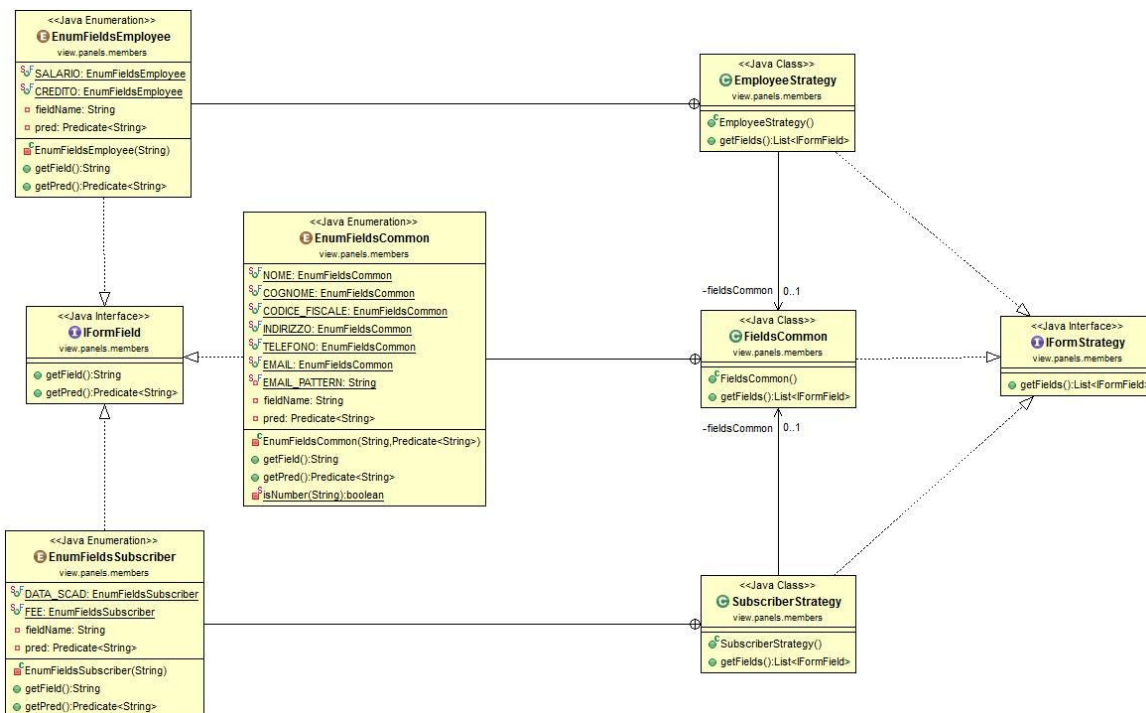 <<Java Enumeration>>
EnumFieldsEmployee
view.panels.members
SALARIO: EnumFieldsEmployee
CREDITO: EnumFieldsEmployee
fieldName: String
pred: Predicate<String>
EnumFieldsEmployee(String)
getField():String
getPred():Predicate<String>
<<Java Class>>
EmployeeStrategy
view.panels.members
EmployeeStrategy()
getFields():List<IFormField>
<<Java Enumeration>>
EnumFieldsCommon
view.panels.members
NOME: EnumFieldsCommon
COGNOME: EnumFieldsCommon
CODICE_FISCALE: EnumFieldsCommon
INDIRIZZO: EnumFieldsCommon
TELEFONO: EnumFieldsCommon
EMAIL: EnumFieldsCommon
EMAIL_PATTERN: String
fieldName: String
pred: Predicate<String>
EnumFieldsCommon(String,Predicate<String>)
getField():String
getPred():Predicate<String>
isNumber(String):boolean
<<Java Interface>>
IFormField
view.panels.members
getField():String
getPred():Predicate<String>
-fieldsCommon 0..1
<<Java Class>>
FieldsCommon
view.panels.members
FieldsCommon()
getFields():List<IFormField>
-fieldsCommon 0..1
<<Java Interface>>
IFormStrategy
view.panels.members
getFields():List<IFormField>
<<Java Enumeration>>
EnumFieldsSubscriber
view.panels.members
DATA_SCAD: EnumFieldsSubscriber
FEE: EnumFieldsSubscriber
fieldName: String
pred: Predicate<String>
EnumFieldsSubscriber(String)
getField():String
getPred():Predicate<String>
<<Java Class>>
SubscriberStrategy
view.panels.members
SubscriberStrategy()
getFields():List<IFormField>